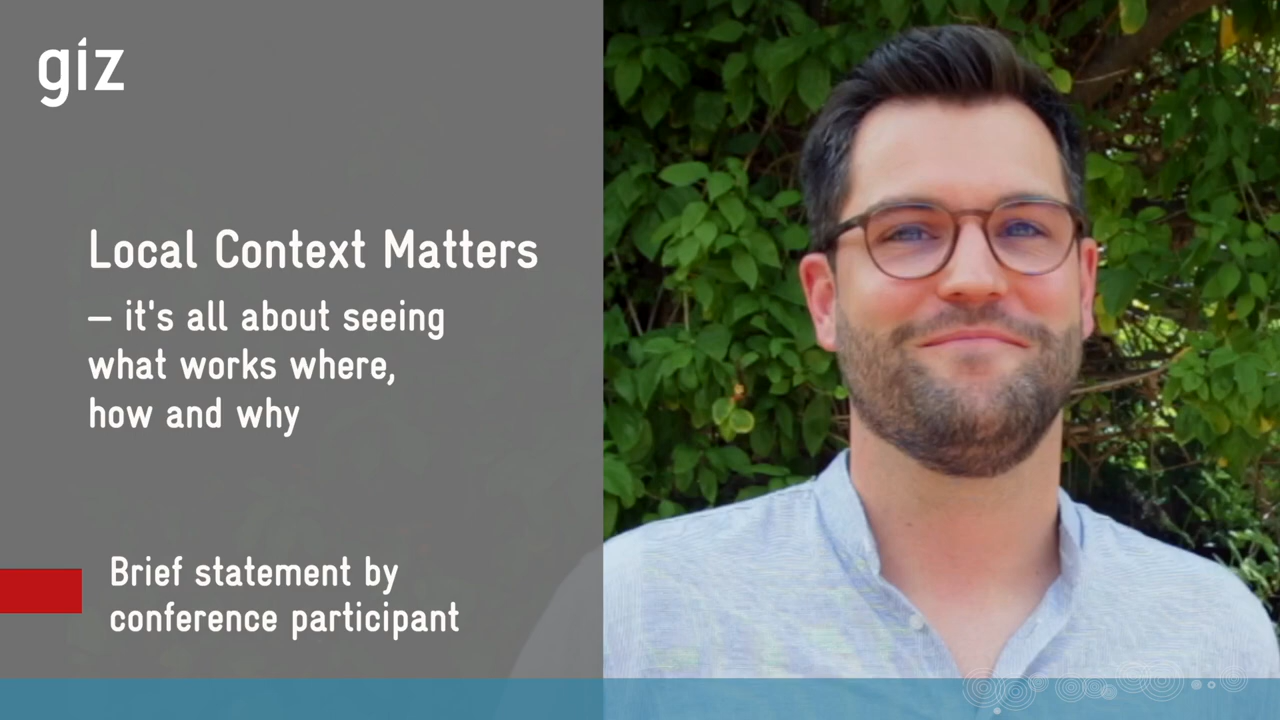 giz
Local Context Matters
– it's all about seeing
what works where,
how and why
Brief statement by
conference participant